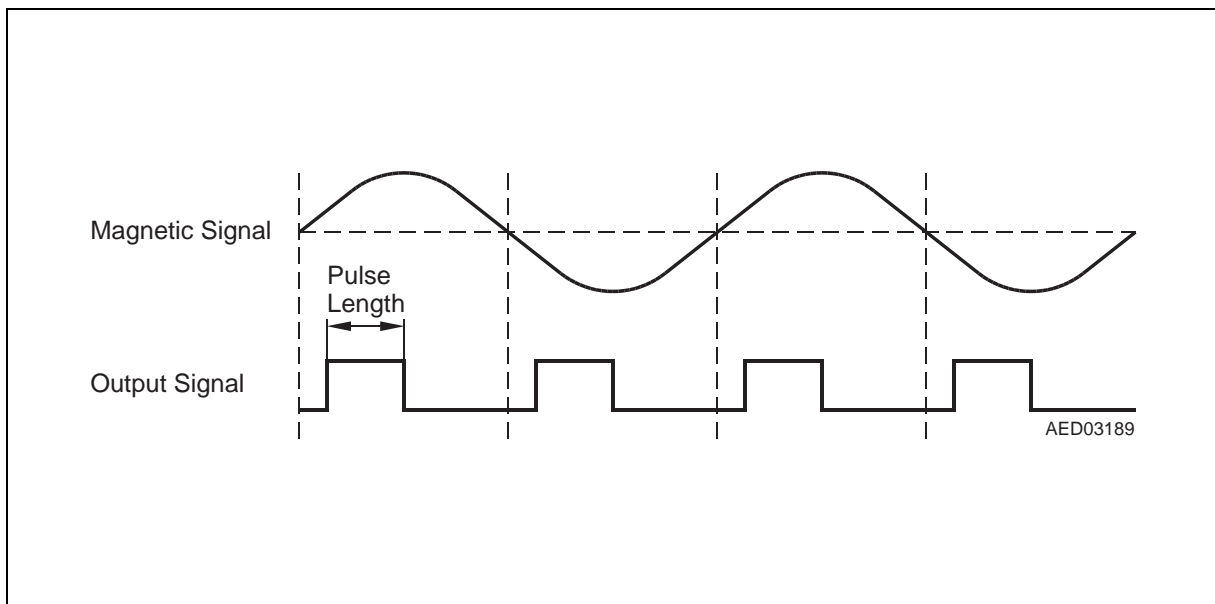 Magnetic Signal
Pulse
Length
Output Signal
AED03189